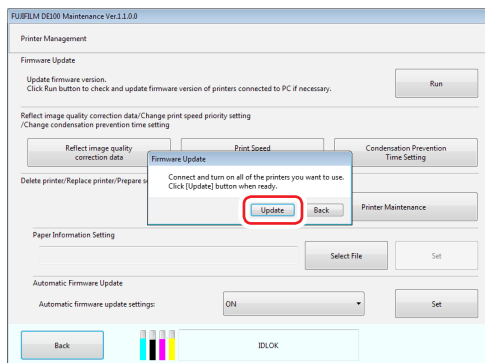 FUJIFILM DE100 Maintenance Ver.1.1.0.0
Printer Management
Firmware Update
Update firmware version.
Click Run button to check and update firmware version of printers connected to PC if necessary.
Run
Reflect image quality correction data/Change print speed priority setting
/Change condensation prevention time setting
Reflect image quality
correction data
Print Speed
Condensation Prevention
Time Setting
Firmware Update
Connect and turn on all of the printers you want to use.
Click [Update] button when ready.
Update
Back
Delete printer/Replace printer/Prepare
Printer Maintenance
Paper Information Setting
Select File
Set
Automatic Firmware Update
Automatic firmware update settings:
ON
Set
Back
IDLOK